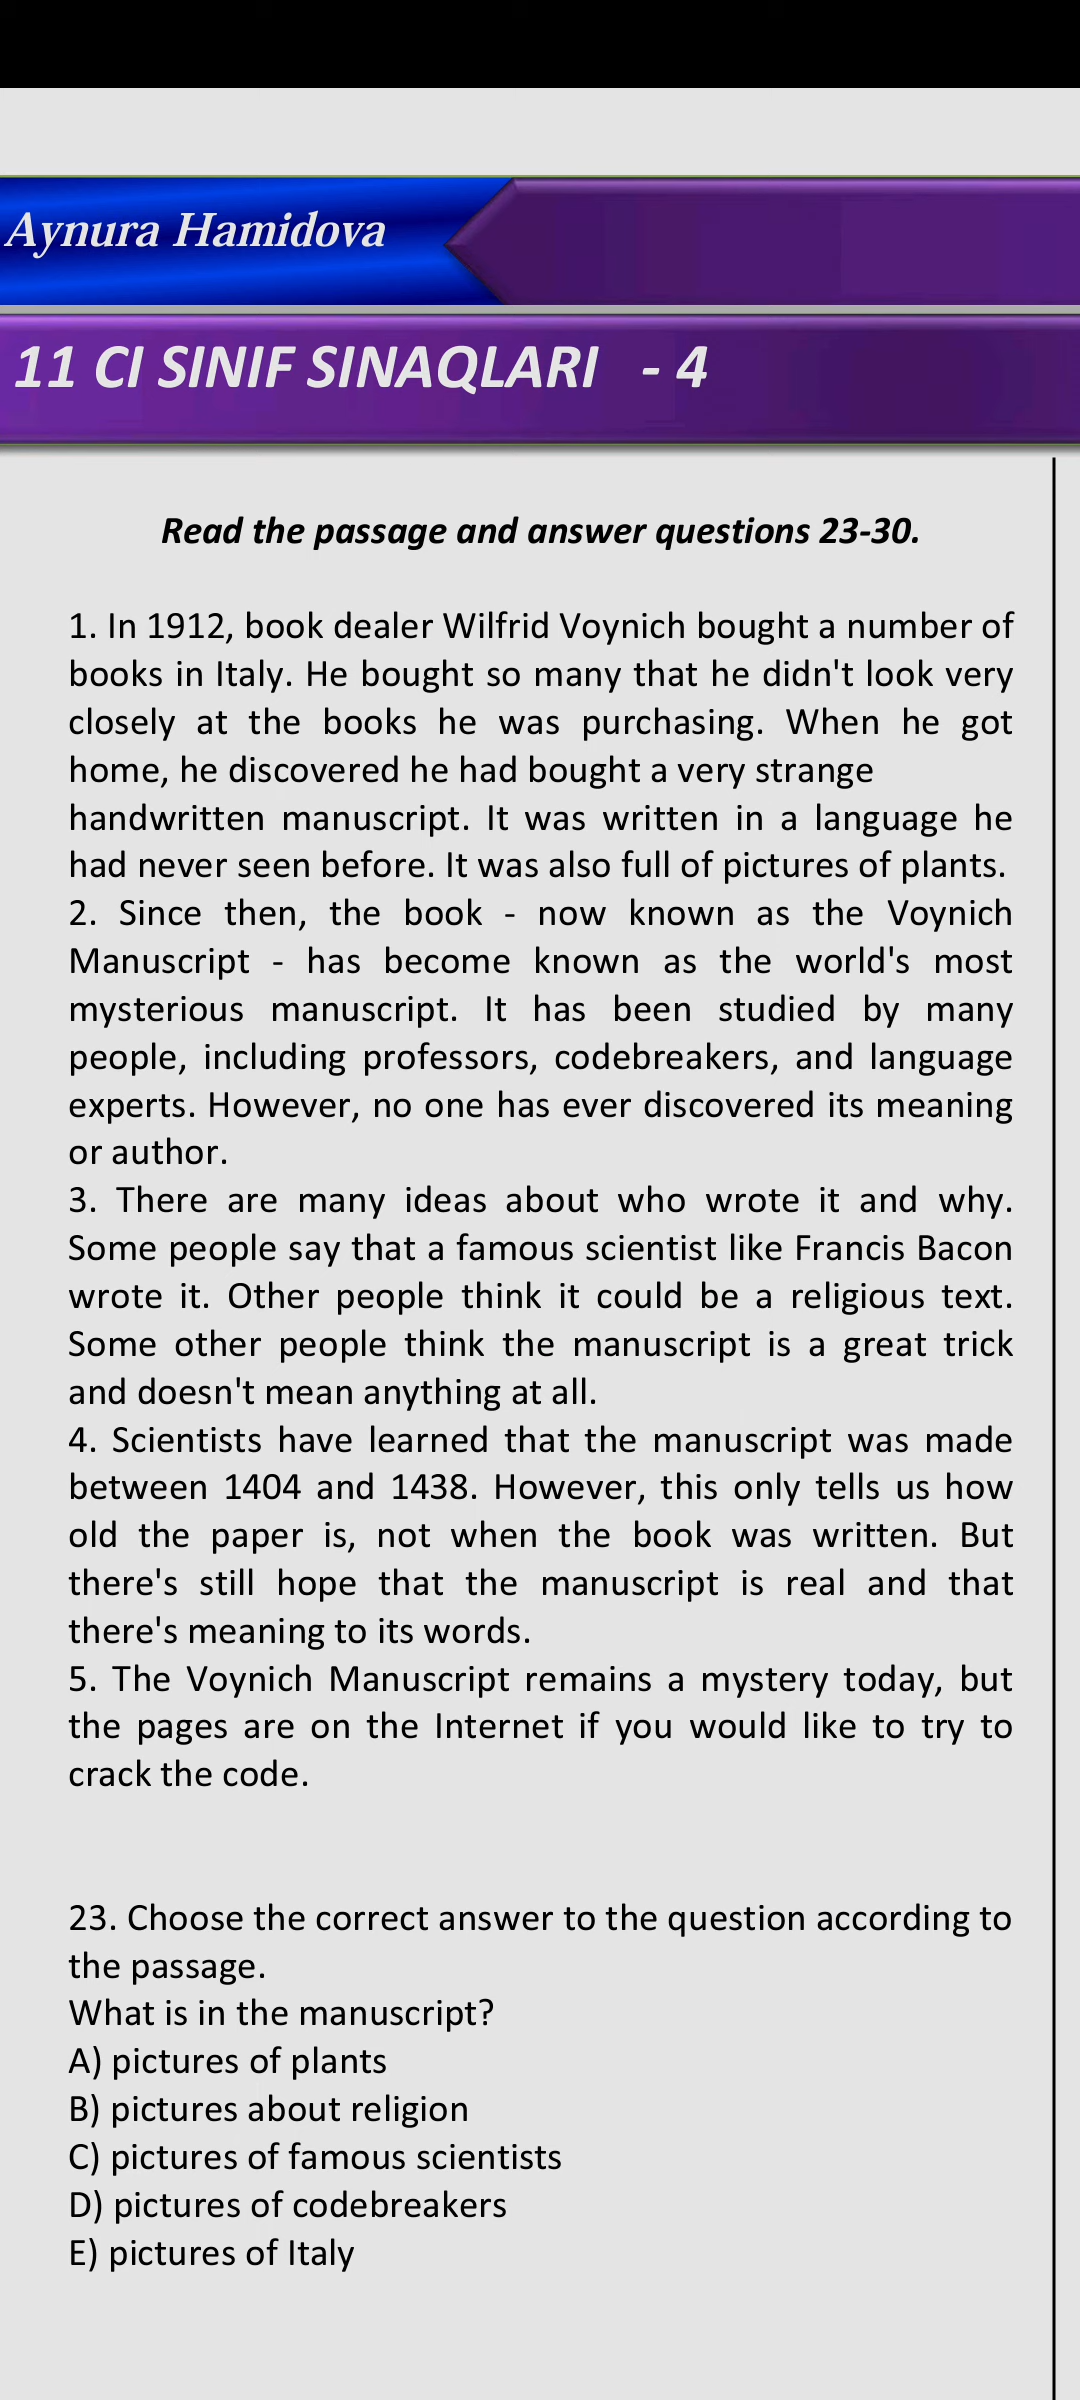 Aynura Hamidova
11 CI SINIF SINAQLARI - 4
Read the passage and answer questions 23-30.
1. In 1912, book dealer Wilfrid Voynich bought a number of
books in Italy. He bought so many that he didn't look very
closely at the books he was purchasing. When he got
home, he discovered he had bought a very strange
handwritten manuscript. It was written in a language he
had never seen before. It was also full of pictures of plants.
2. Since then, the book - now known as the Voynich
Manuscript - has become known as the world's most
mysterious manuscript. It has been studied by many
people, including professors, codebreakers, and language
experts. However, no one has ever discovered its meaning
or author.
3. There are many ideas about who wrote it and why.
Some people say that a famous scientist like Francis Bacon
wrote it. Other people think it could be a religious text.
Some other people think the manuscript is a great trick
and doesn't mean anything at all.
4. Scientists have learned that the manuscript was made
between 1404 and 1438. However, this only tells us how
old the paper is, not when the book was written. But
there's still hope that the manuscript is real and that
there's meaning to its words.
5. The Voynich Manuscript remains a mystery today, but
the pages are on the Internet if you would like to try to
crack the code.
23. Choose the correct answer to the question according to
the passage.
What is in the manuscript?
A) pictures of plants
B) pictures about religion
C) pictures of famous scientists
D) pictures of codebreakers
E) pictures of Italy